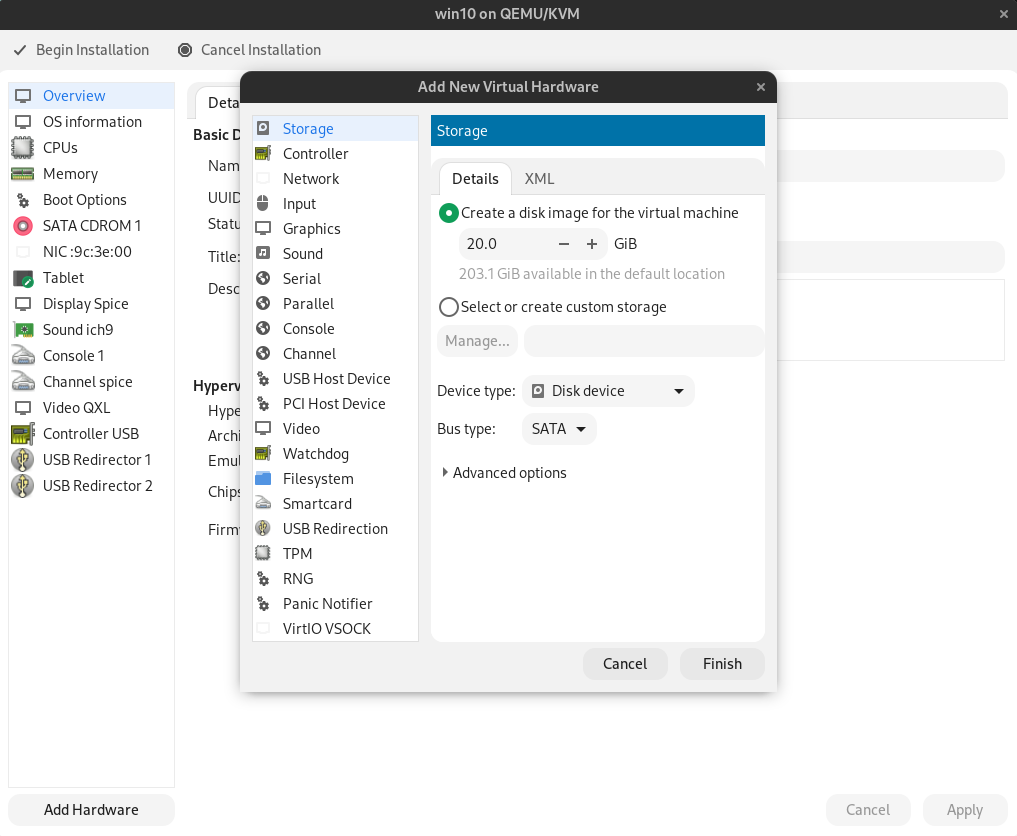 win10 on QEMU/KVM
Begin Installation
Cancel Installation
Overview
OS information
CPUs
Memory
Boot Options
SATA CDROM 1
NIC :9c:3e:00
Tablet
Display Spice
Sound ich9
Console 1
Channel spice
Video QXL
Controller USB
USB Redirector 1
USB Redirector 2
Add Hardware
Deta
Basic D
Nam
UUID
Statu
Title:
Desc
Hyperv
Hype
Archi
Emul
Chips
Firmw
Add New Virtual Hardware
Storage
Controller
Network
Input
Graphics
Sound
Serial
Parallel
Console
Channel
USB Host Device
PCI Host Device
Video
Watchdog
Filesystem
Smartcard
USB Redirection
TPM
RNG
Panic Notifier
VirtIO VSOCK
Storage
Details XML
Create a disk image for the virtual machine
20.0 − + GiB
203.1 GiB available in the default location
Select or create custom storage
Manage...
Device type: Disk device
Bus type: SATA
Advanced options
Cancel Finish
Cancel Apply